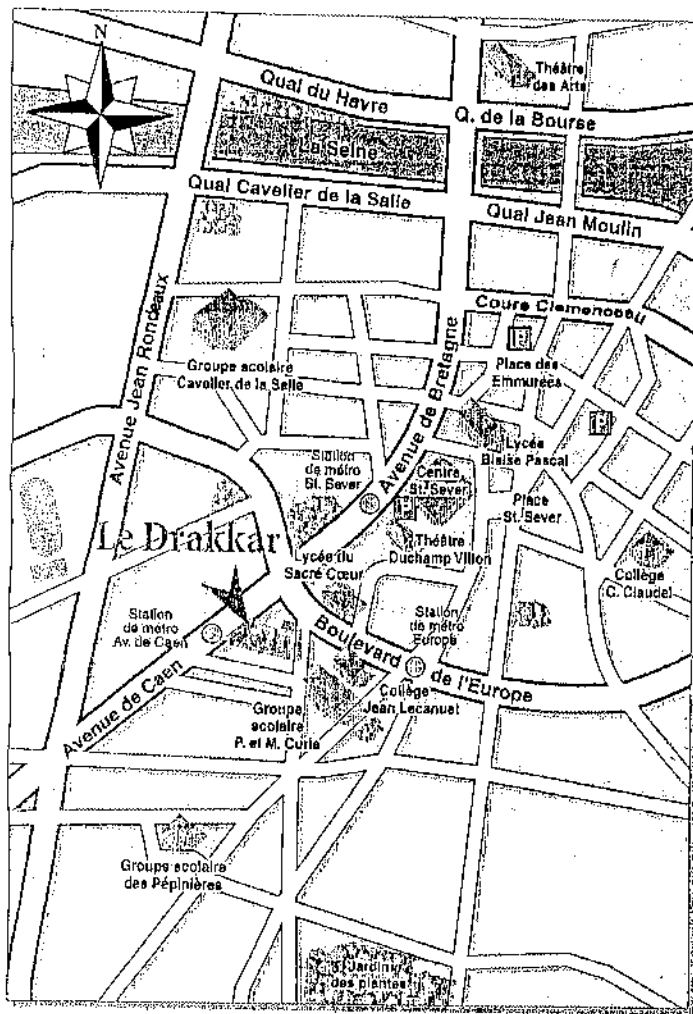 N
Théâtre
des Arts
Quai du Havre
Q. de la Bourse
La Seine
Quai Cavelier de la Salle
Quai Jean Moulin
Avenue Jean Rondeaux
Cours Clemenceau
P
Place des
Emmurées
Groupe scolaire
Cavelier de la Salle
Avenue de Bretagne
P
Lycée
Blaise Pascal
Station
de métro
St. Sever
Centre
St. Sever
Place
St. Sever
Le Drakkar
Lycée du
Sacré Cœur
Théâtre
Duchamp Villon
Collège
C. Claudel
Station
de métro
Av. de Caen
Station
de métro
Europe
Boulevard de l'Europe
Avenue de Caen
Collège
Jean Lecanuet
Groupe
scolaire
P. et M. Curie
Groupe scolaire
des Pépinières
Jardin
des plantes